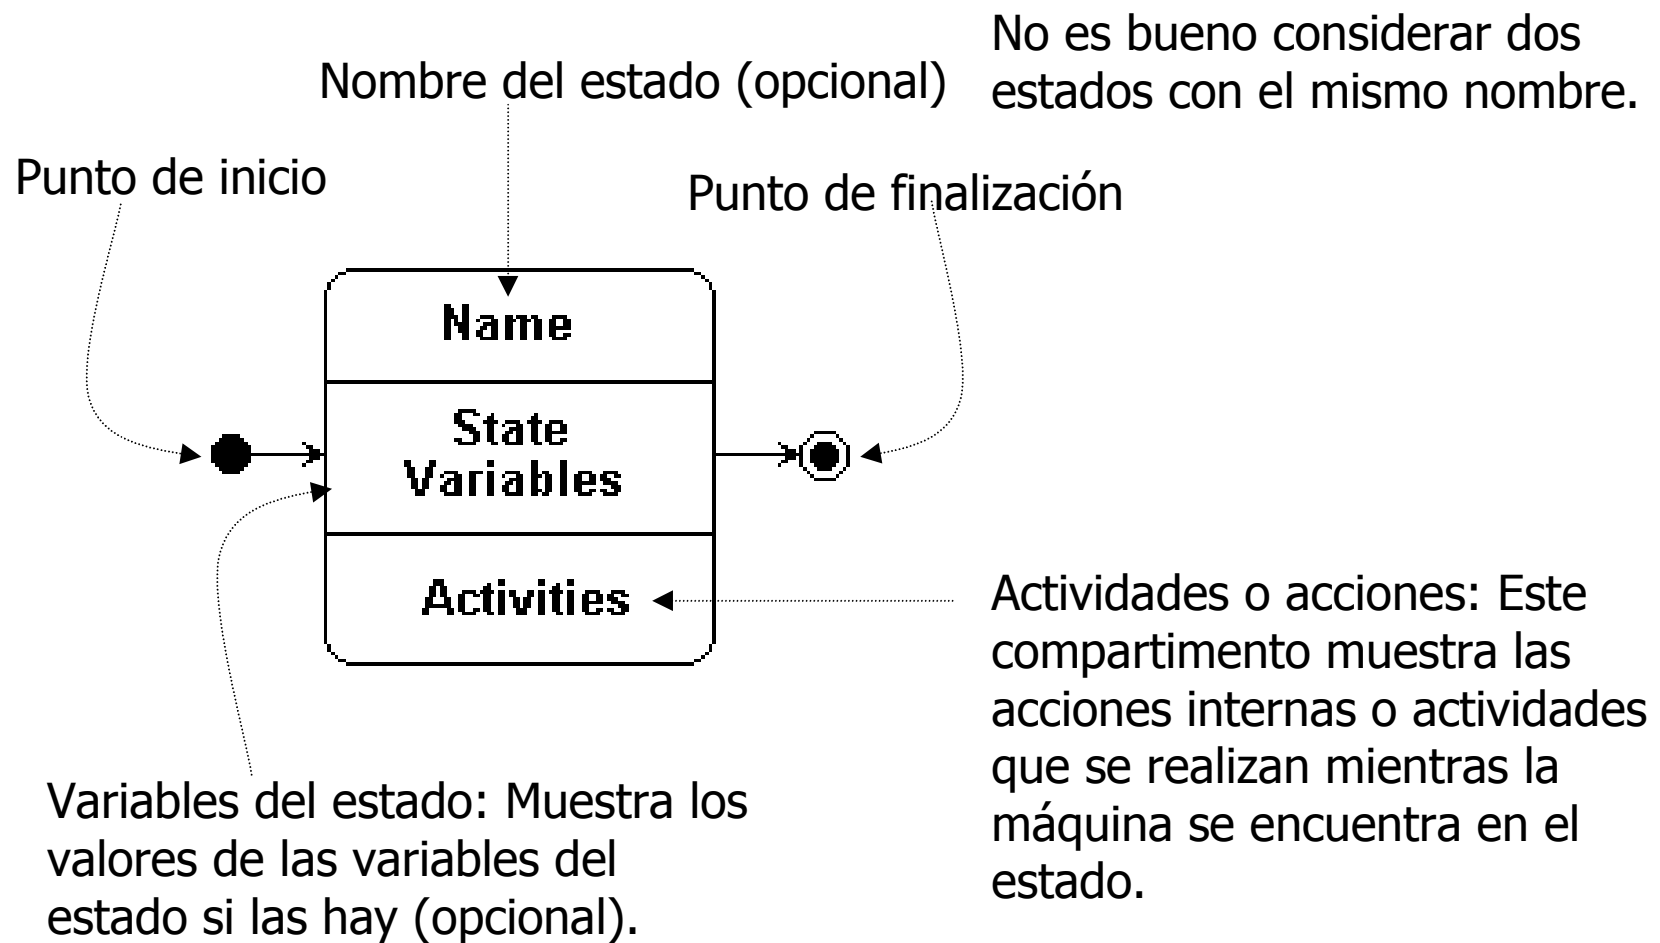 No es bueno considerar dos
estados con el mismo nombre.
Nombre del estado (opcional)
Punto de inicio
Punto de finalización
Name
State
Variables
Activities
Actividades o acciones: Este
compartimento muestra las
acciones internas o actividades
que se realizan mientras la
máquina se encuentra en el
estado.
Variables del estado: Muestra los
valores de las variables del
estado si las hay (opcional).